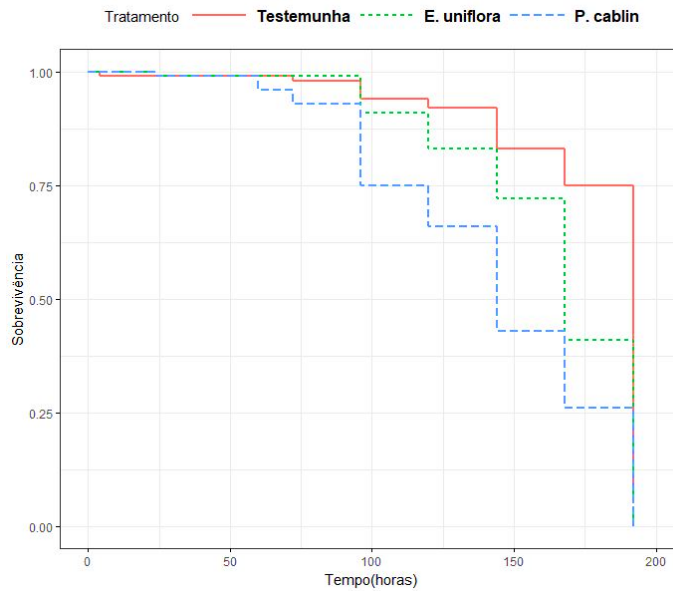 Tratamento Testemunha E. uniflora P. cablin
1.00
0.75
0.50
0.25
0.00
Sobrevivência
0 50 100 150 200
Tempo(horas)